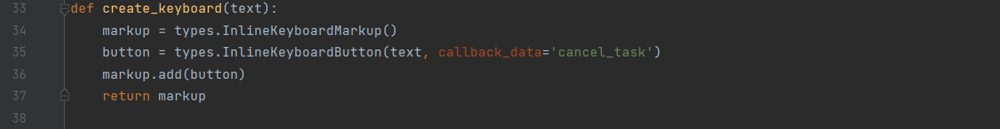 33 def create_keyboard(text):
34     markup = types.InlineKeyboardMarkup()
35     button = types.InlineKeyboardButton(text, callback_data='cancel_task')
36     markup.add(button)
37     return markup
38